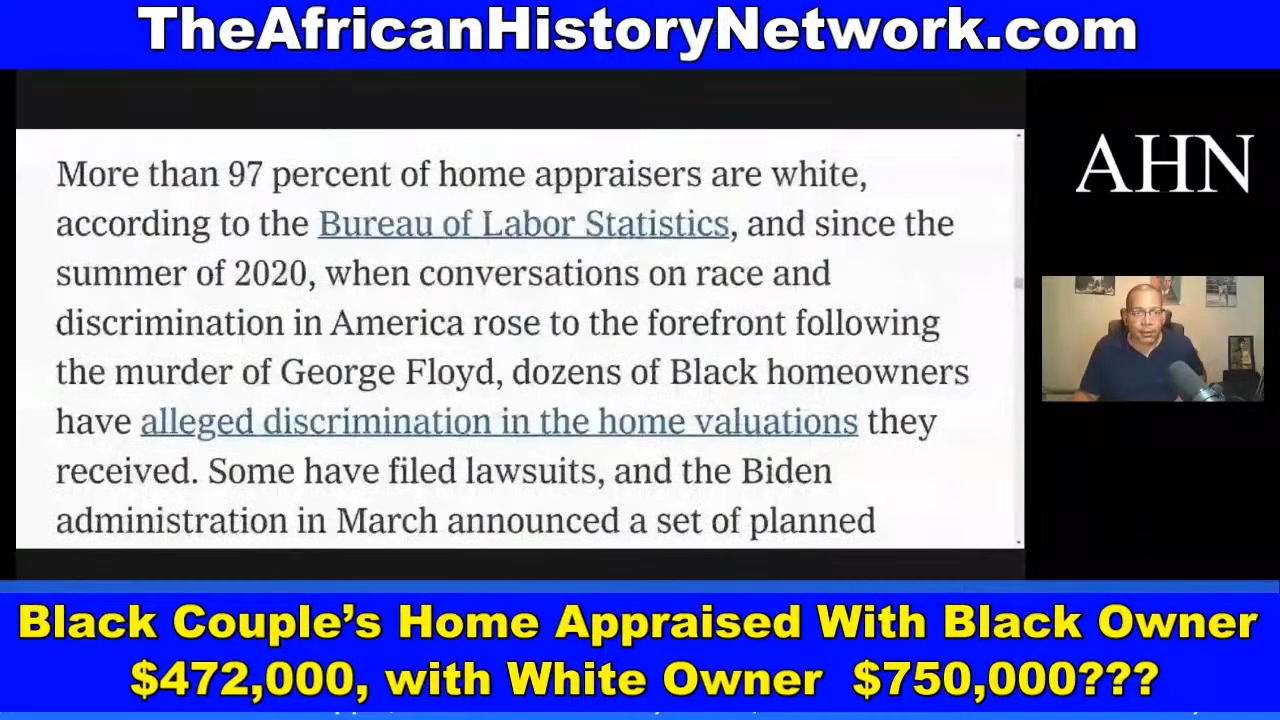 TheAfricanHistoryNetwork.com
More than 97 percent of home appraisers are white,
according to the Bureau of Labor Statistics, and since the
summer of 2020, when conversations on race and
discrimination in America rose to the forefront following
the murder of George Floyd, dozens of Black homeowners
have alleged discrimination in the home valuations they
received. Some have filed lawsuits, and the Biden
administration in March announced a set of planned
AHN
Black Couple’s Home Appraised With Black Owner
$472,000, with White Owner $750,000???